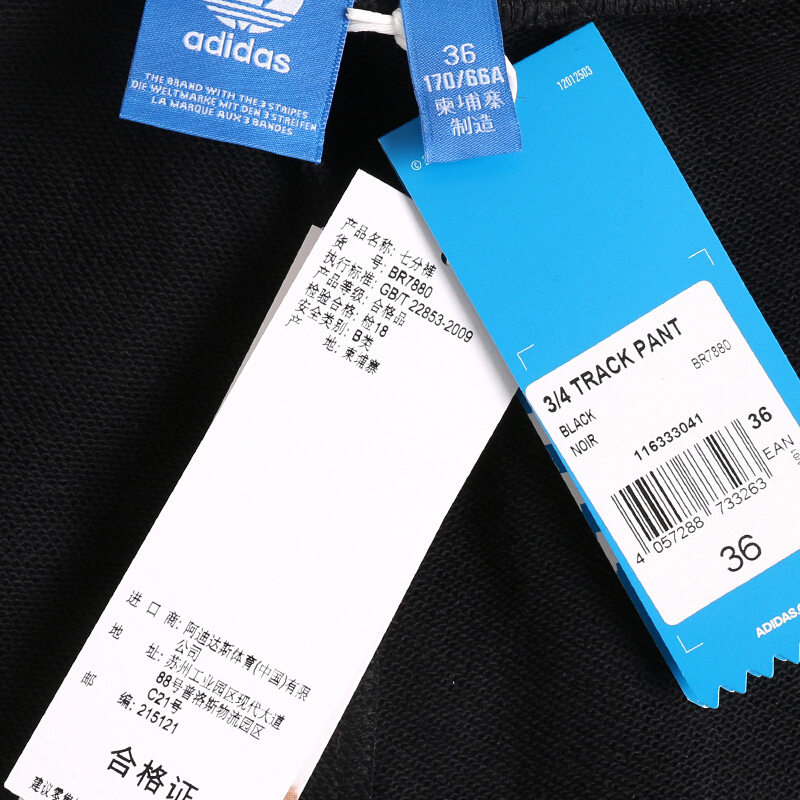 adidas
THE BRAND WITH THE 3 STRIPES
DIE WELTMARKE MIT DEN 3 STREIFEN
LA MARQUE AUX 3 BANDES
36
170/66A
柬埔寨
制造
12012503
产品名称: 七分裤
货 号: BR7880
执行标准: GB/T 22853-2009
产品等级: 合格品
检验合格: 检18
安全类别: B类
产 地: 柬埔寨
进 口 商: 阿迪达斯体育(中国)有限
公司
地 址: 苏州工业园区现代大道
88号普洛斯物流园区
C21号
邮 编: 215121
合格证
建议零售
3/4 TRACK PANT
BR7880
BLACK
NOIR
116333041
36
EAN
4 057288 733263
36
ADIDAS.